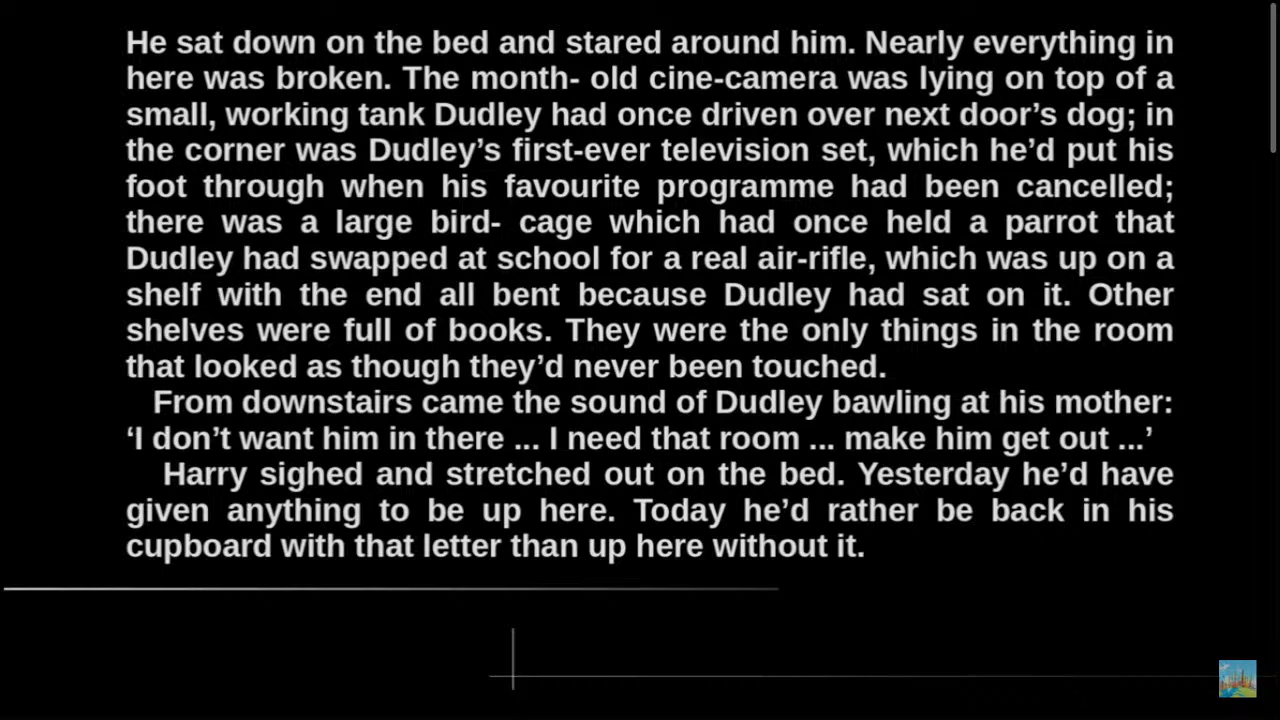 He sat down on the bed and stared around him. Nearly everything in
here was broken. The month- old cine-camera was lying on top of a
small, working tank Dudley had once driven over next door’s dog; in
the corner was Dudley’s first-ever television set, which he’d put his
foot through when his favourite programme had been cancelled;
there was a large bird- cage which had once held a parrot that
Dudley had swapped at school for a real air-rifle, which was up on a
shelf with the end all bent because Dudley had sat on it. Other
shelves were full of books. They were the only things in the room
that looked as though they’d never been touched.
From downstairs came the sound of Dudley bawling at his mother:
‘I don’t want him in there ... I need that room ... make him get out ...’
Harry sighed and stretched out on the bed. Yesterday he’d have
given anything to be up here. Today he’d rather be back in his
cupboard with that letter than up here without it.